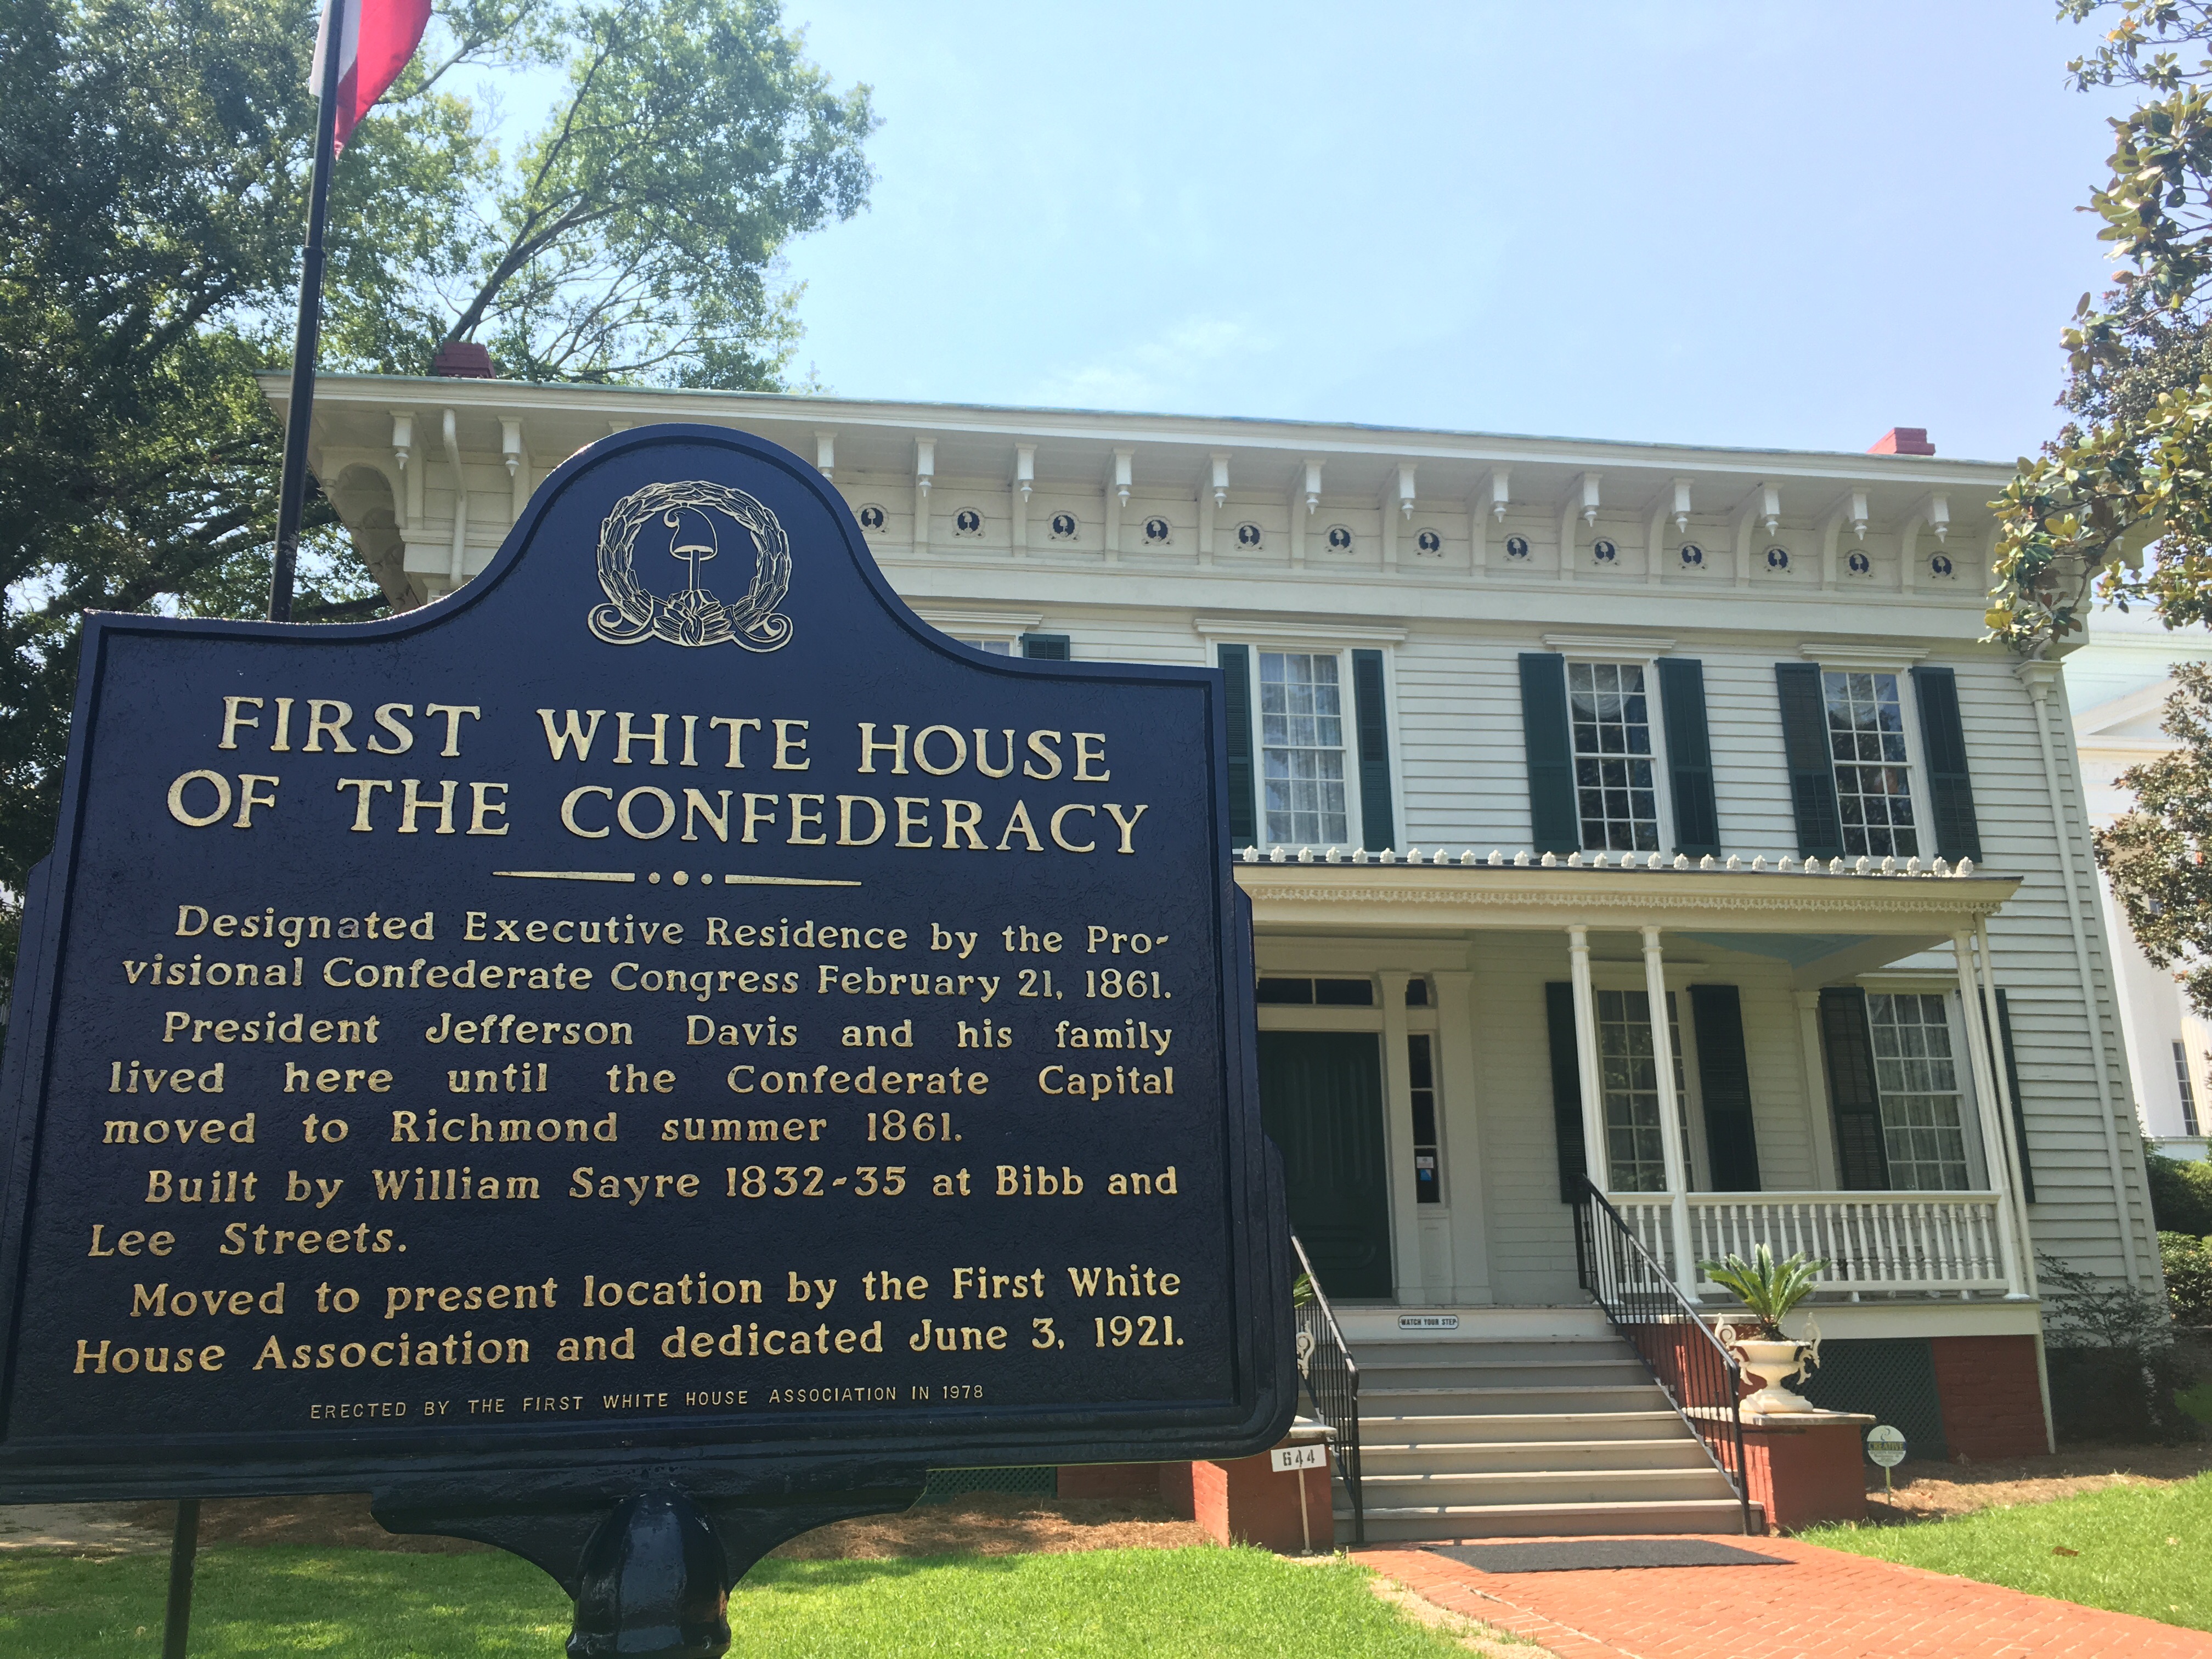 FIRST WHITE HOUSE
OF THE CONFEDERACY
Designated Executive Residence by the Pro-
visional Confederate Congress February 21, 1861.
President Jefferson Davis and his family
lived here until the Confederate Capital
moved to Richmond summer 1861.
Built by William Sayre 1832-35 at Bibb and
Lee Streets.
Moved to present location by the First White
House Association and dedicated June 3, 1921.
ERECTED BY THE FIRST WHITE HOUSE ASSOCIATION IN 1978
WATCH YOUR STEP
644
CREATIVE